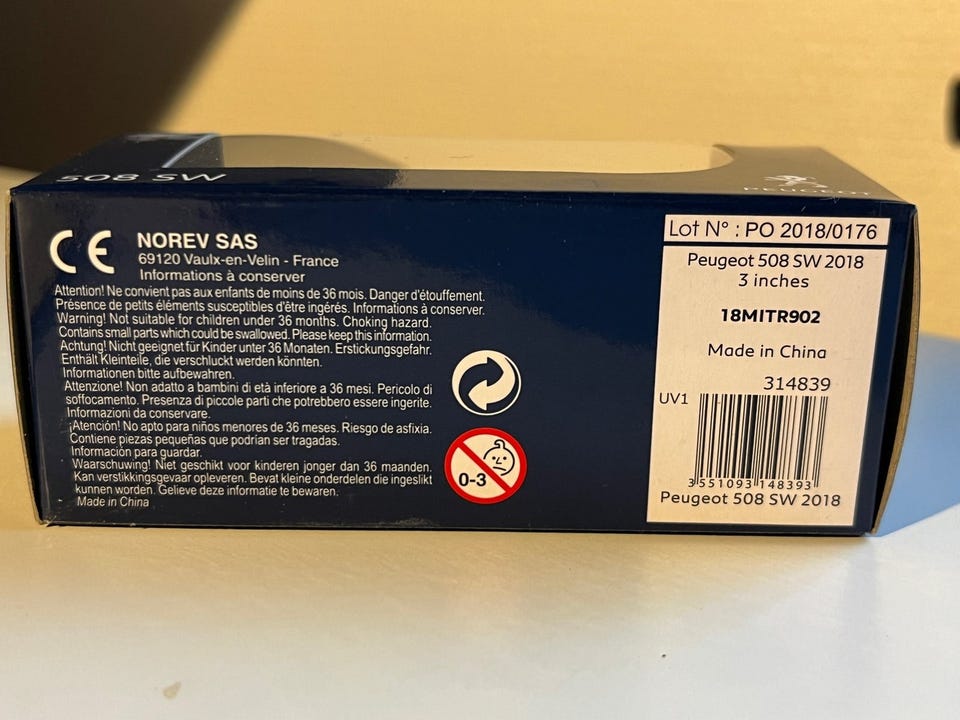 508 SW
PEUGEOT
CE
NOREV SAS
69120 Vaulx-en-Velin - France
Informations à conserver
Attention! Ne convient pas aux enfants de moins de 36 mois. Danger d'étouffement.
Présence de petits éléments susceptibles d'être ingérés. Informations à conserver.
Warning! Not suitable for children under 36 months. Choking hazard.
Contains small parts which could be swallowed. Please keep this information.
Achtung! Nicht geeignet für Kinder unter 36 Monaten. Erstickungsgefahr.
Enthält Kleinteile, die verschluckt werden könnten.
Informationen bitte aufbewahren.
Attenzione! Non adatto a bambini di età inferiore a 36 mesi. Pericolo di
soffocamento. Presenza di piccole parti che potrebbero essere ingerite.
Informazioni da conservare.
¡Atención! No apto para niños menores de 36 meses. Riesgo de asfixia.
Contiene piezas pequeñas que podrían ser tragadas.
Información para guardar.
Waarschuwing! Niet geschikt voor kinderen jonger dan 36 maanden.
Kan verstikkingsgevaar opleveren. Bevat kleine onderdelen die ingeslikt
kunnen worden. Gelieve deze informatie te bewaren.
Made in China
0-3
Lot N° : PO 2018/0176
Peugeot 508 SW 2018
3 inches
18MITR902
Made in China
314839
UV1
3 551093 148393
Peugeot 508 SW 2018